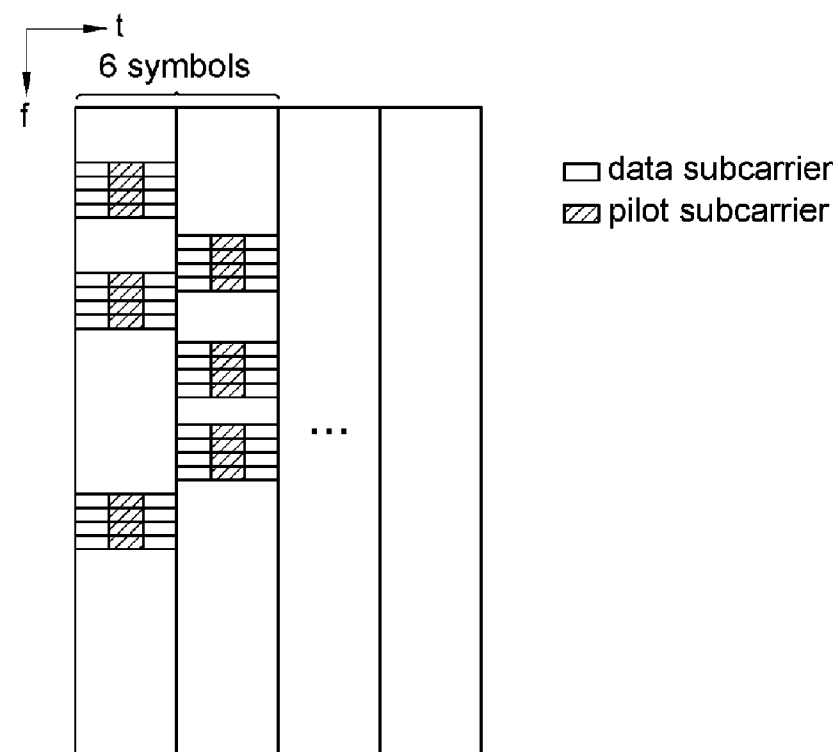 t
6 symbols
f
data subcarrier
pilot subcarrier
...